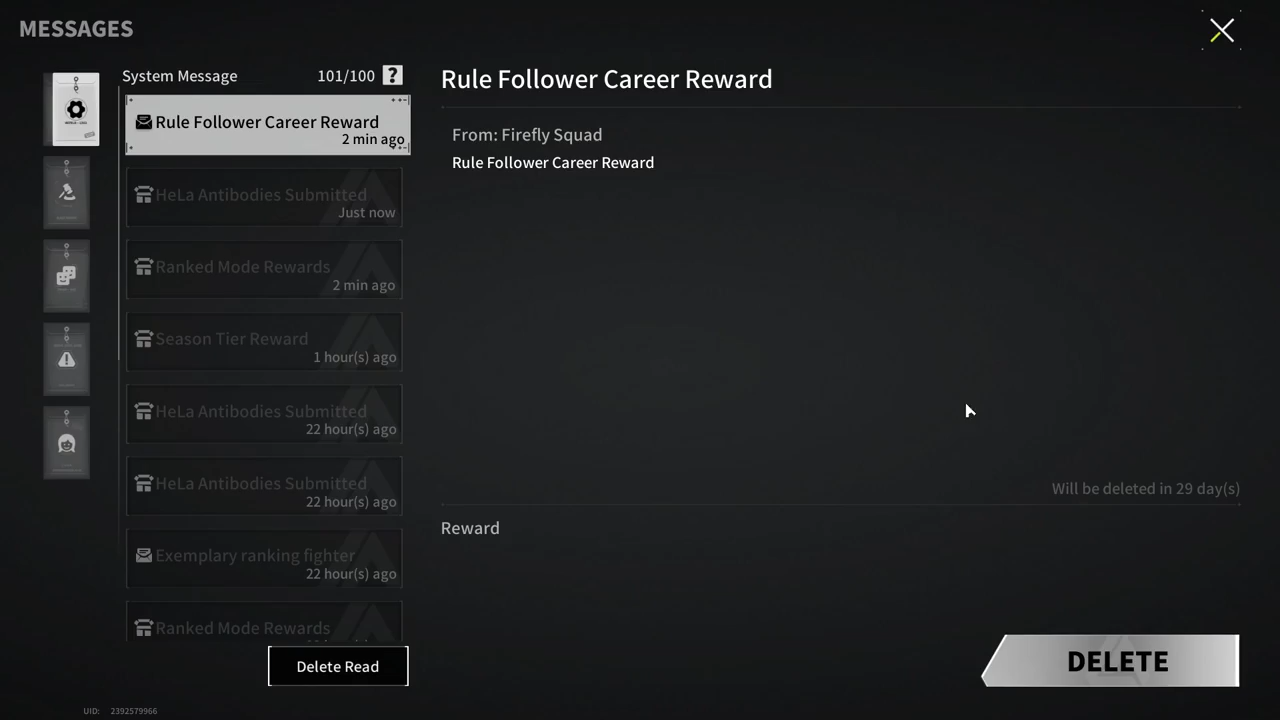 MESSAGES
System Message 101/100 ?
Rule Follower Career Reward
2 min ago
HeLa Antibodies Submitted
Just now
Ranked Mode Rewards
2 min ago
Season Tier Reward
1 hour(s) ago
HeLa Antibodies Submitted
22 hour(s) ago
HeLa Antibodies Submitted
22 hour(s) ago
Exemplary ranking fighter
22 hour(s) ago
Ranked Mode Rewards
Delete Read
Rule Follower Career Reward
From: Firefly Squad
Rule Follower Career Reward
Will be deleted in 29 day(s)
Reward
DELETE
UID: 2392579966